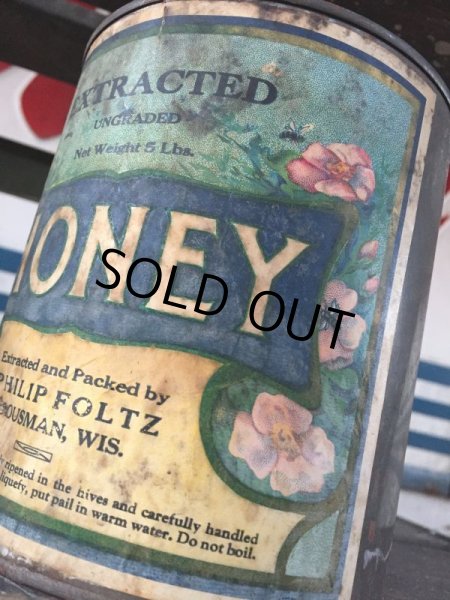 EXTRACTED
UNGRADED
Net Weight 5 Lbs.
HONEY
SOLD OUT
Extracted and Packed by
PHILIP FOLTZ
WIS.
ripened in the hives and carefully handled
liquefy, put pail in warm water. Do not boil.